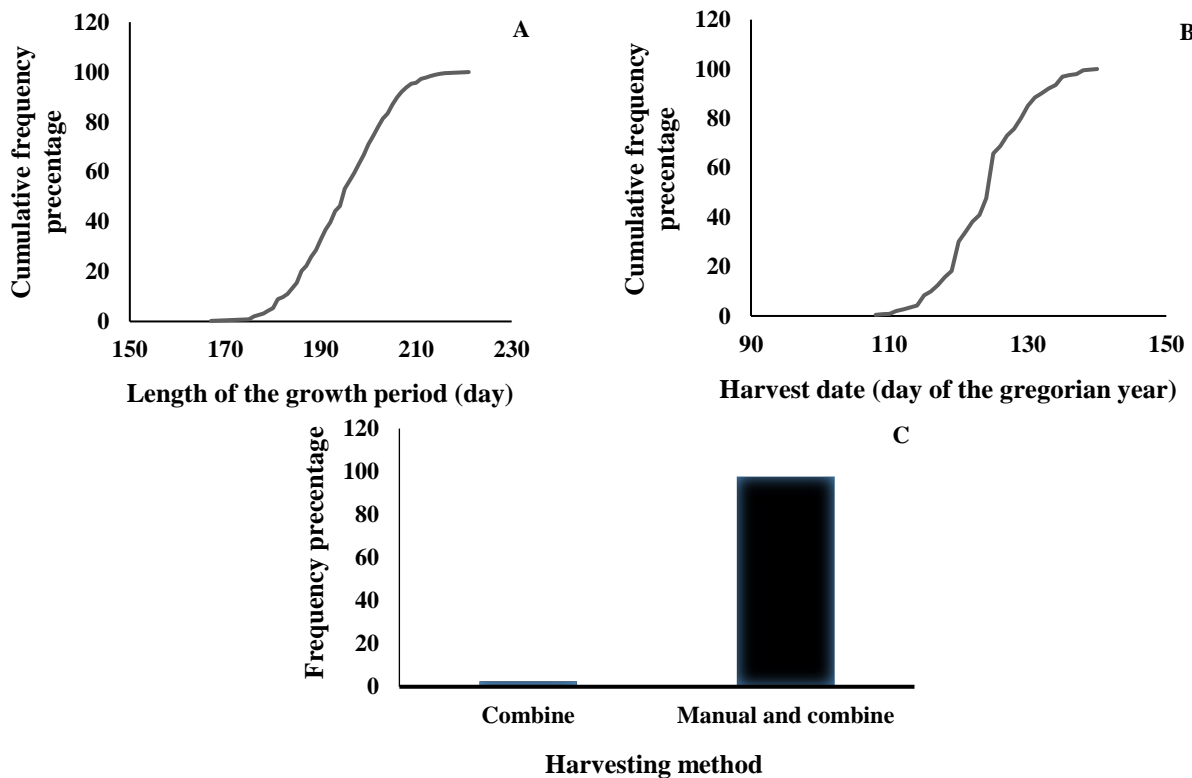 A
Cumulative frequency
precentage
120
100
80
60
40
20
0
150 170 190 210 230
Length of the growth period (day)
B
Cumulative frequency
precentage
120
100
80
60
40
20
0
90 110 130 150
Harvest date (day of the gregorian year)
C
Frequency precentage
120
100
80
60
40
20
0
Combine Manual and combine
Harvesting method